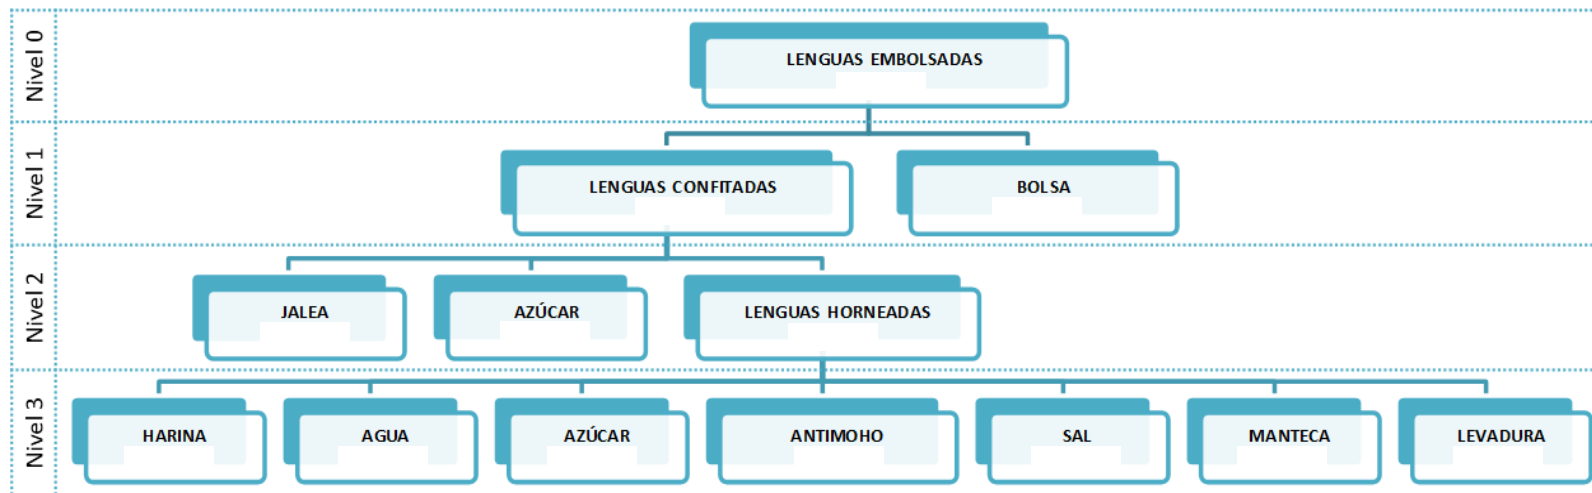 Nivel 0
LENGUAS EMBOLSADAS
Nivel 1
LENGUAS CONFITADAS
BOLSA
Nivel 2
JALEA
AZÚCAR
LENGUAS HORNEADAS
Nivel 3
HARINA
AGUA
AZÚCAR
ANTIMOHO
SAL
MANTECA
LEVADURA